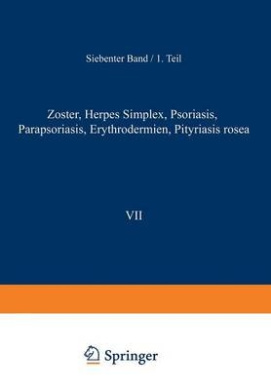 Siebenter Band / 1. Teil
Zoster, Herpes Simplex, Psoriasis,
Parapsoriasis, Erythrodermien, Pityriasis rosea
VII
Springer